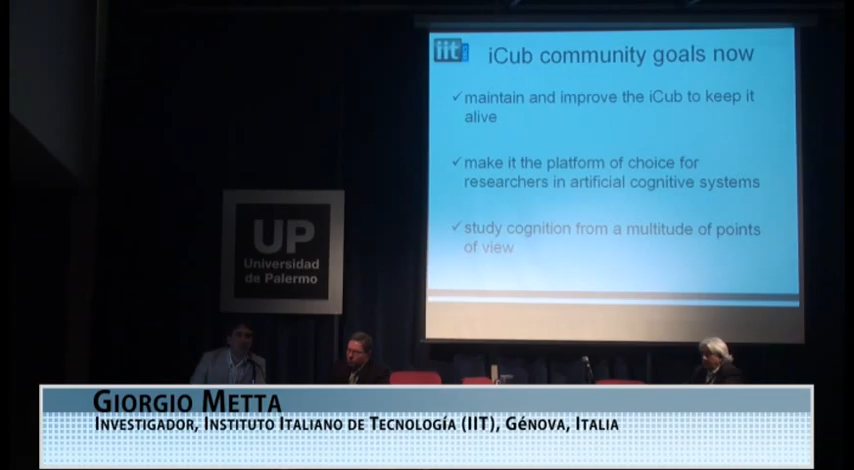 iit
iCub community goals now
✓ maintain and improve the iCub to keep it
alive
✓ make it the platform of choice for
researchers in artificial cognitive systems
✓ study cognition from a multitude of points
of view
UP
Universidad
de Palermo
GIORGIO METTA
INVESTIGADOR, INSTITUTO ITALIANO DE TECNOLOGÍA (IIT), GÉNOVA, ITALIA